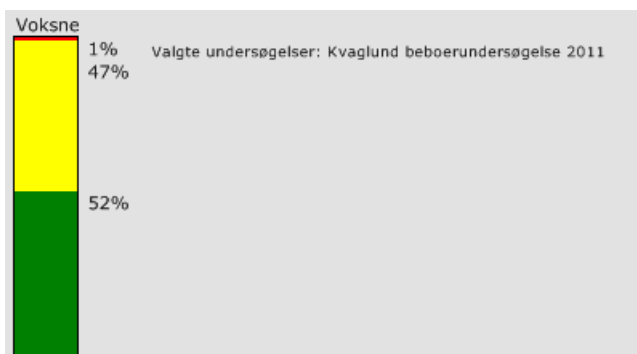 Voksne
1%
Valgte undersøgelser: Kvaglund beboerundersøgelse 2011
47%
52%